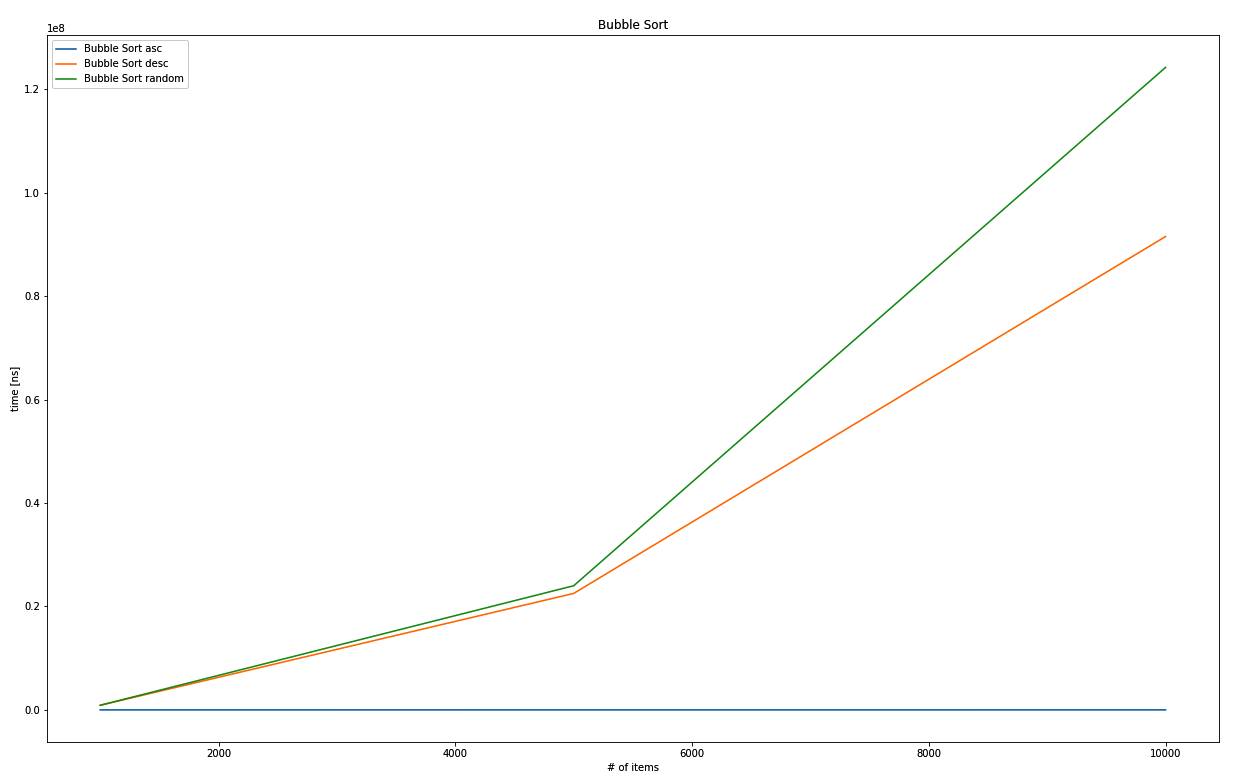 Bubble Sort
1e8
Bubble Sort asc
Bubble Sort desc
Bubble Sort random
1.2
1.0
0.8
0.6
0.4
0.2
0.0
time [ns]
2000 4000 6000 8000 10000
# of items